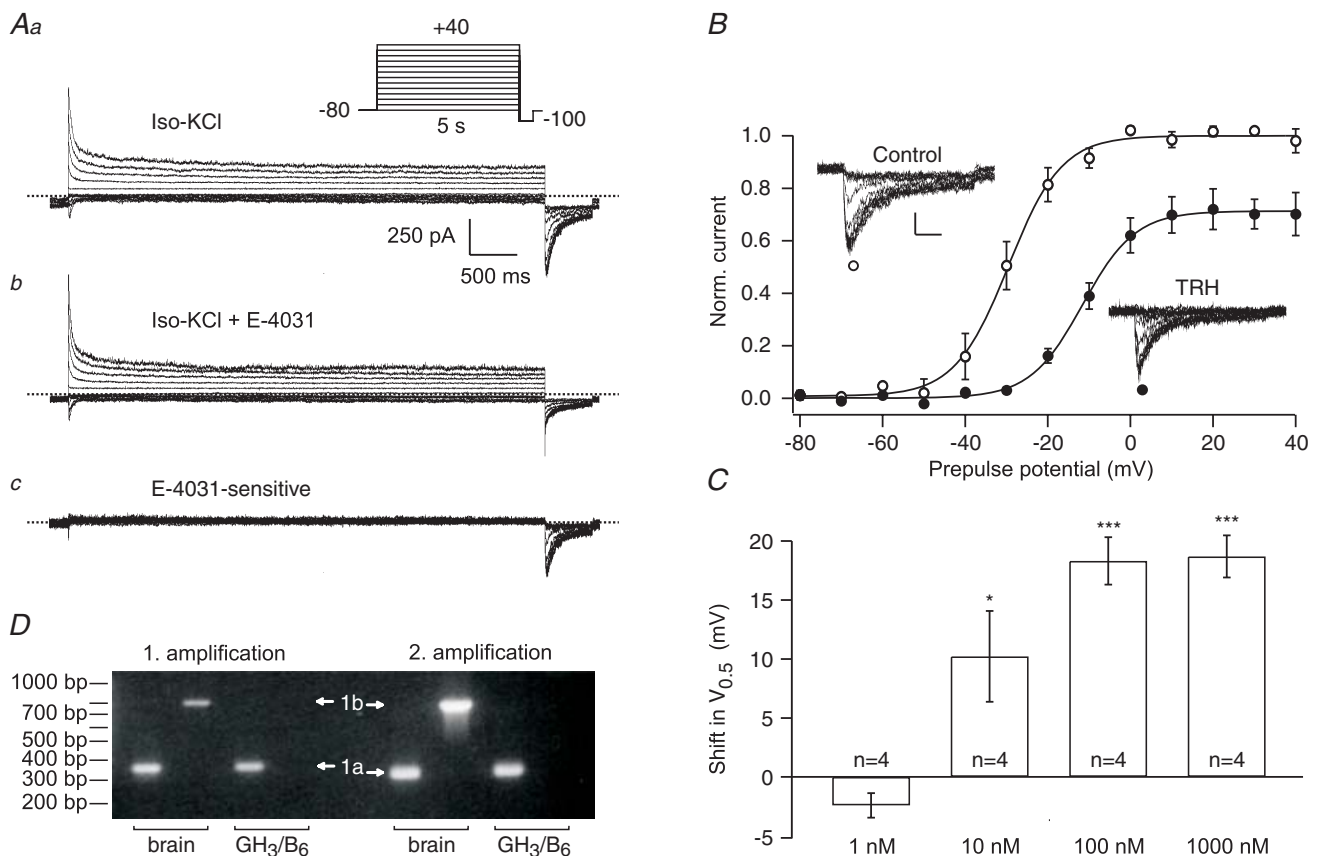 Aa
+40
-80
5 s
-100
Iso-KCl
250 pA
500 ms
b
Iso-KCl + E-4031
c
E-4031-sensitive
B
Norm. current
1.0
0.8
0.6
0.4
0.2
0.0
Control
TRH
-80
-60
-40
-20
0
20
40
Prepulse potential (mV)
C
Shift in V0.5 (mV)
20
15
10
5
0
-5
*
***
***
n=4
n=4
n=4
n=4
1 nM
10 nM
100 nM
1000 nM
D
1. amplification
2. amplification
1000 bp
700 bp
500 bp
400 bp
300 bp
200 bp
1b
1a
brain
GH3/B6
brain
GH3/B6